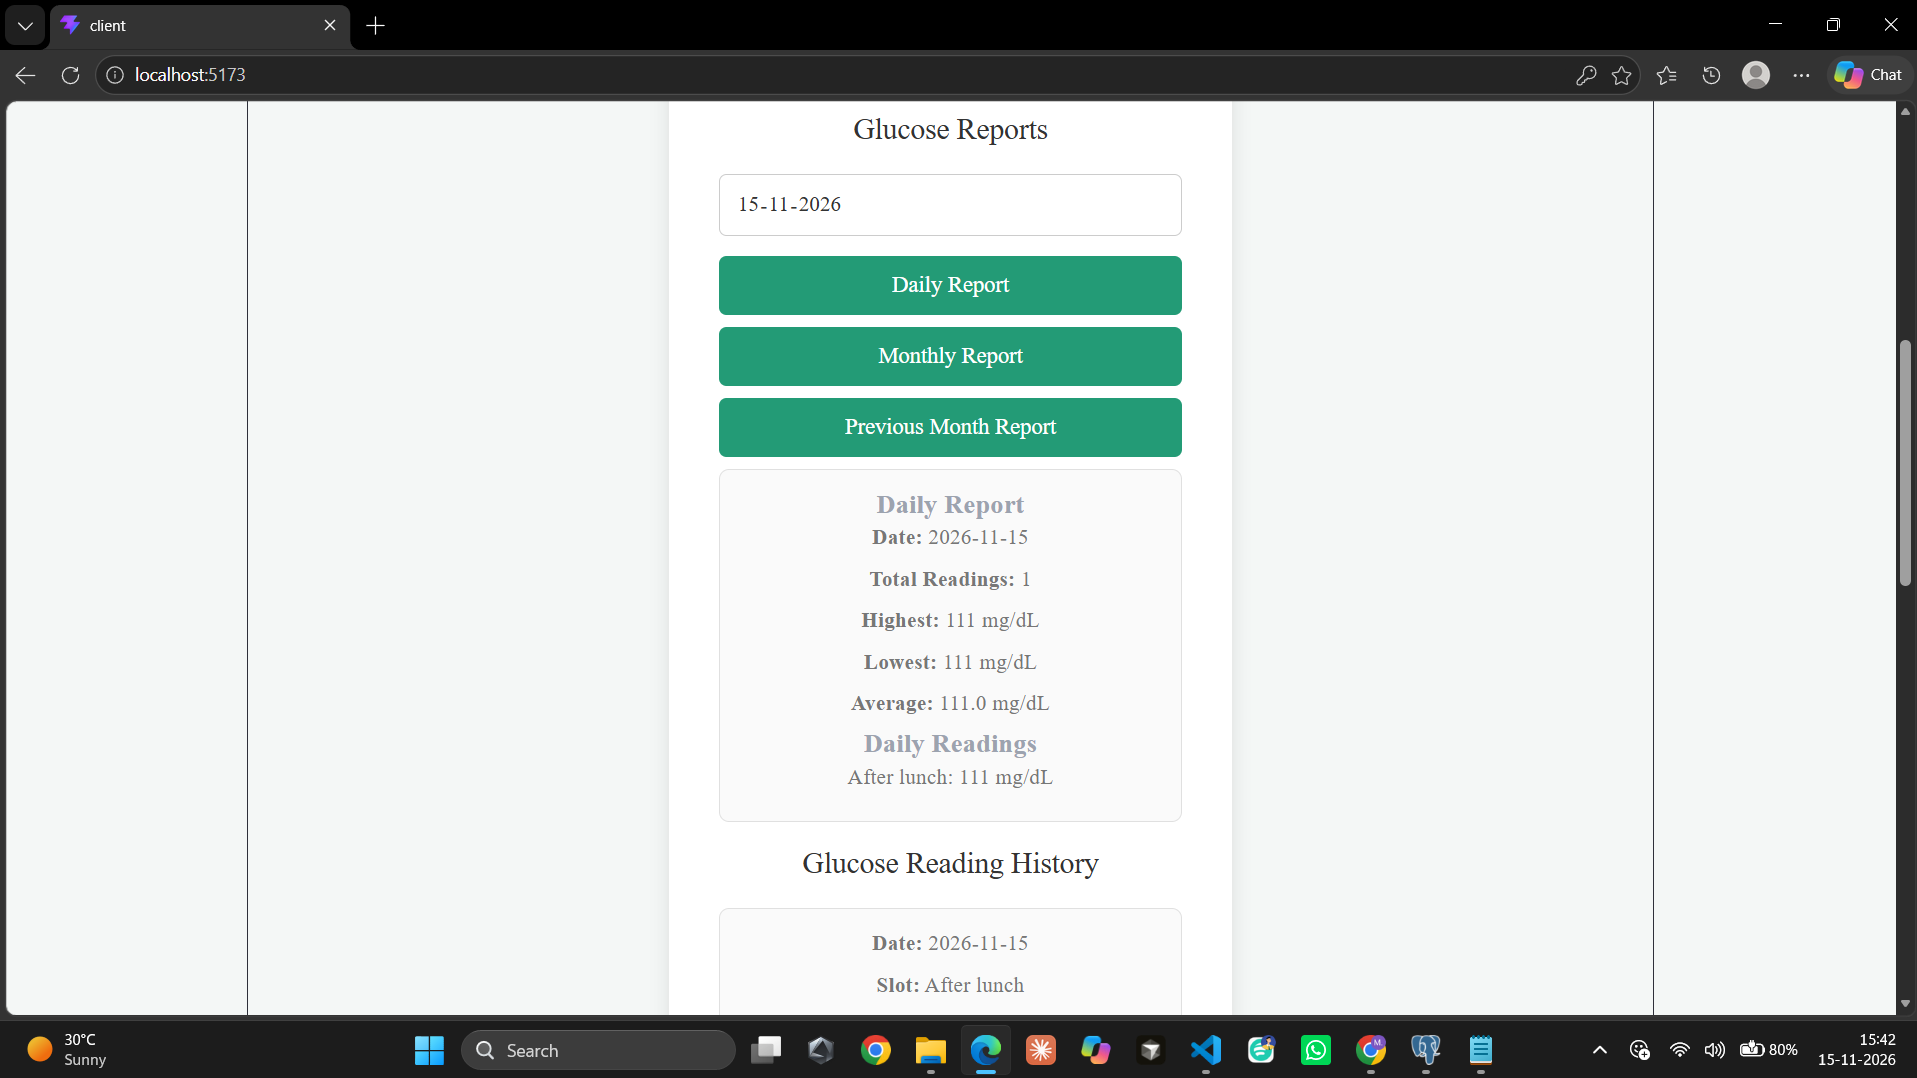 client
localhost:5173
Chat
Glucose Reports
15-11-2026
Daily Report
Monthly Report
Previous Month Report
Daily Report
Date: 2026-11-15
Total Readings: 1
Highest: 111 mg/dL
Lowest: 111 mg/dL
Average: 111.0 mg/dL
Daily Readings
After lunch: 111 mg/dL
Glucose Reading History
Date: 2026-11-15
Slot: After lunch
30°C
Sunny
Search
M
80%
15:42
15-11-2026